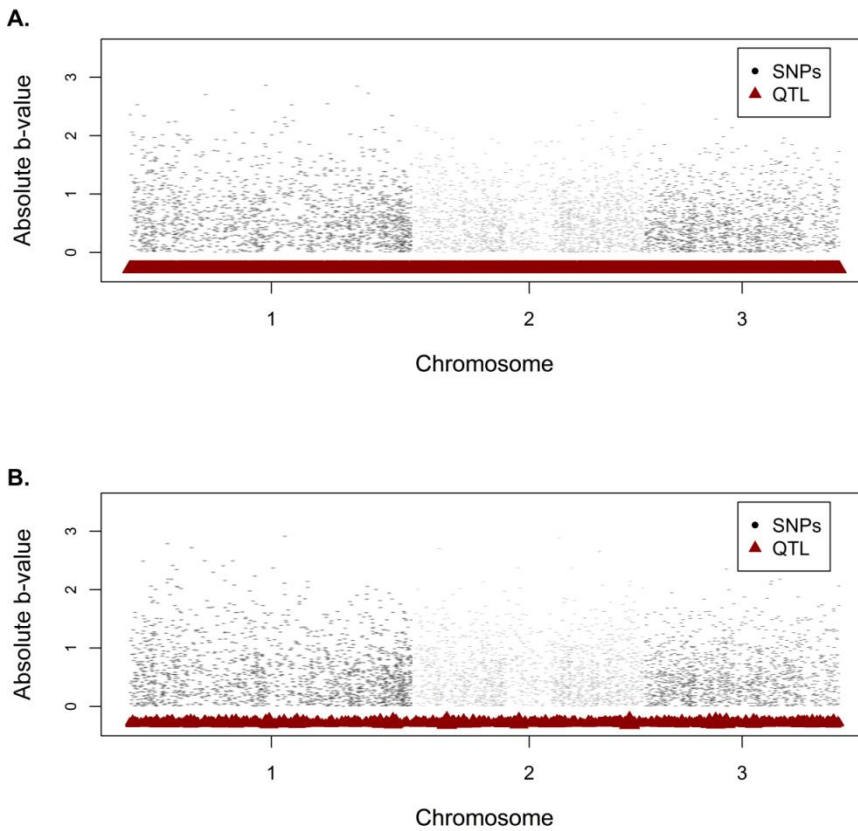 A.
Absolute b-value
3
2
1
0
SNPs
QTL
1 2 3
Chromosome
B.
Absolute b-value
3
2
1
0
SNPs
QTL
1 2 3
Chromosome